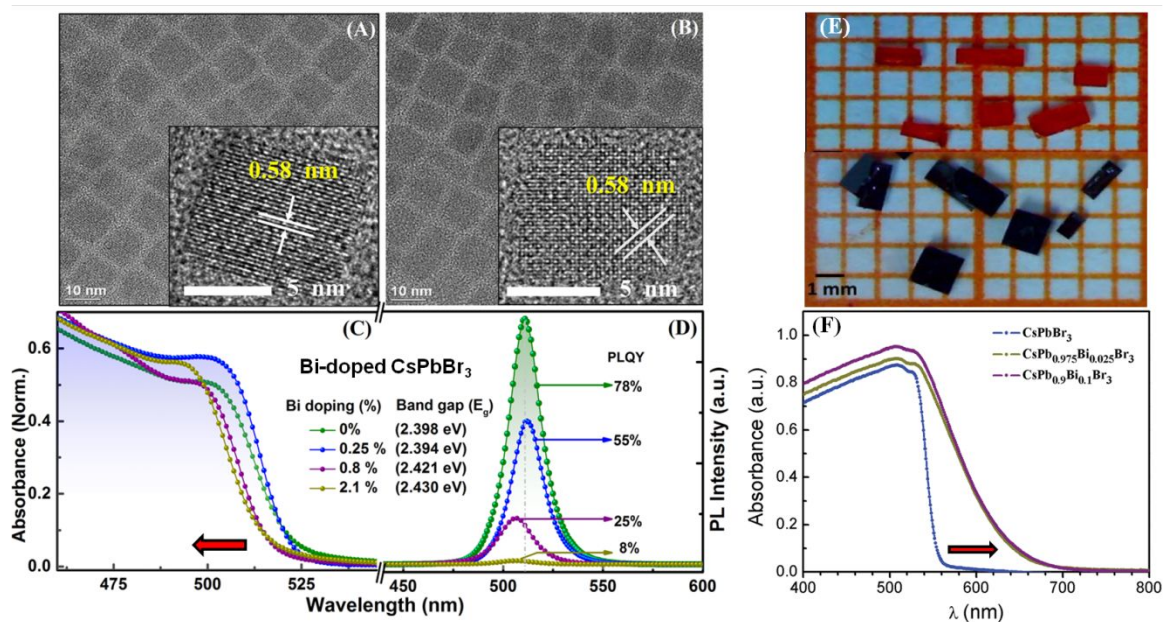 (A)
0.58 nm
5 nm
10 nm
(B)
0.58 nm
5 nm
10 nm
(E)
1 mm
(C)
Bi-doped CsPbBr₃
Bi doping (%) Band gap (E_g)
0% (2.398 eV)
0.25 % (2.394 eV)
0.8 % (2.421 eV)
2.1 % (2.430 eV)
Absorbance (Norm.)
0.6
0.4
0.2
0.0
475 500 525
(D)
PLQY
78%
55%
25%
8%
PL Intensity (a.u.)
450 500 550 600
Wavelength (nm)
(F)
CsPbBr₃
CsPb₀.₉₇₅Bi₀.₀₂₅Br₃
CsPb₀.₉Bi₀.₁Br₃
Absorbance (a.u.)
1.0
0.8
0.6
0.4
0.2
0.0
400 500 600 700 800
λ (nm)